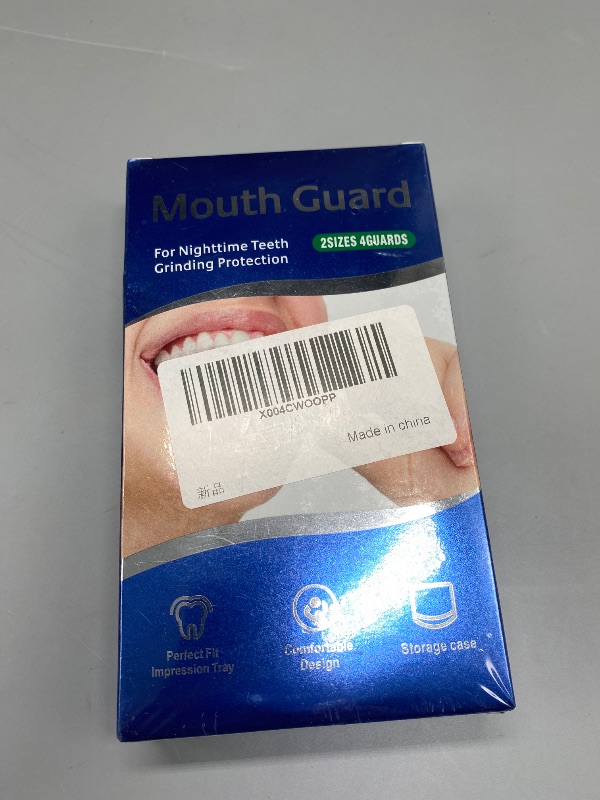 Mouth Guard
For Nighttime Teeth
Grinding Protection
2SIZES 4GUARDS
X004CWOOPP
Made in china
新品
Perfect Fit
Impression Tray
Comfortable
Design
Storage case